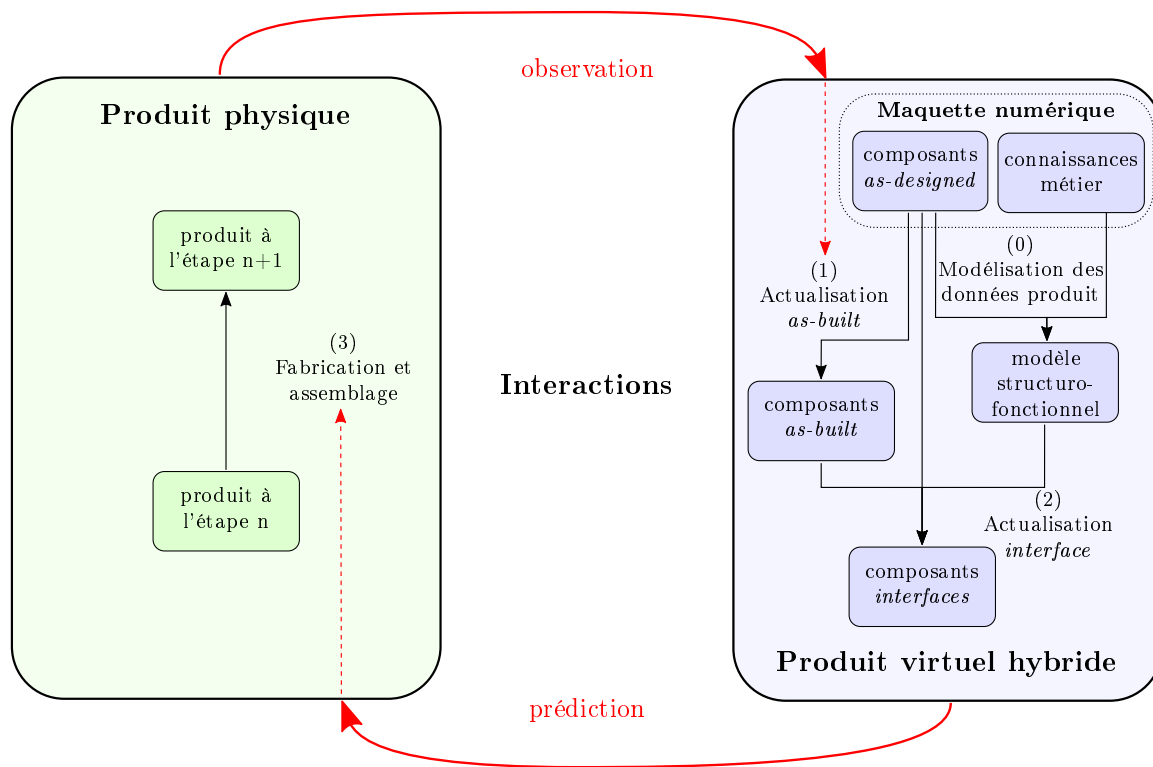 observation
Produit physique
produit à
l'étape n+1
(3)
Fabrication et
assemblage
produit à
l'étape n
Interactions
Maquette numérique
composants
as-designed
connaissances
métier
(0)
Modélisation des
données produit
(1)
Actualisation
as-built
modèle
structuro-
fonctionnel
composants
as-built
(2)
Actualisation
interface
composants
interfaces
Produit virtuel hybride
prédiction